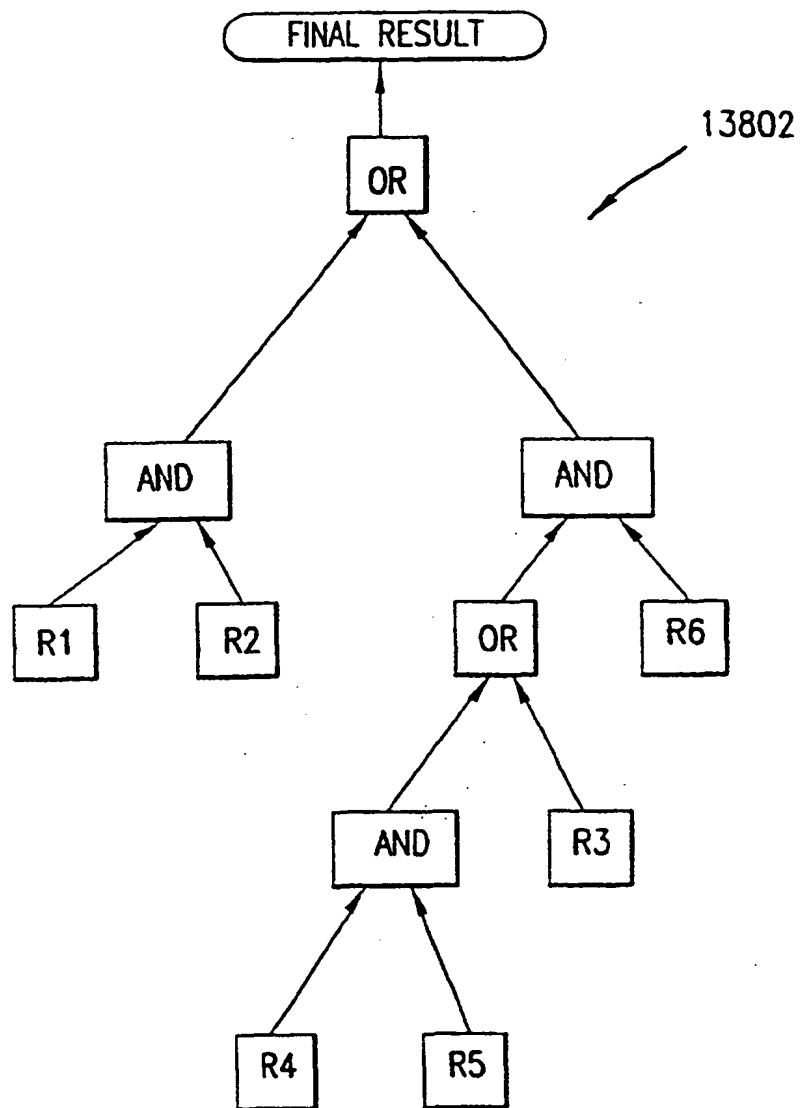 FINAL RESULT
13802
OR
AND
AND
R1
R2
OR
R6
AND
R3
R4
R5